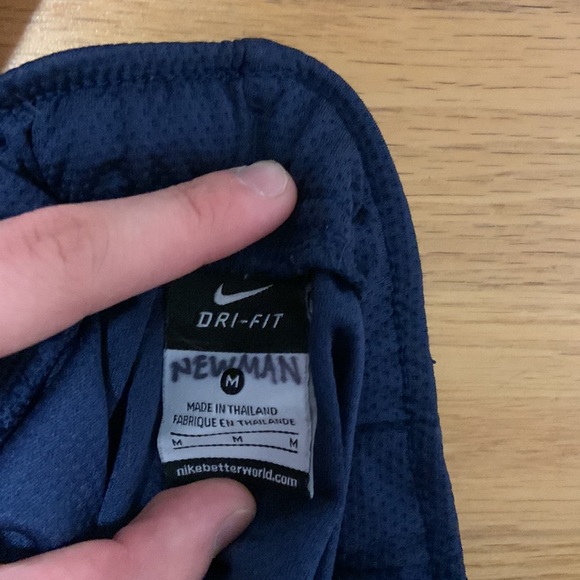 DRI-FIT
NEWMAN
M
MADE IN THAILAND
FABRIQUE EN THAILANDE
M M M
nikebetterworld.com